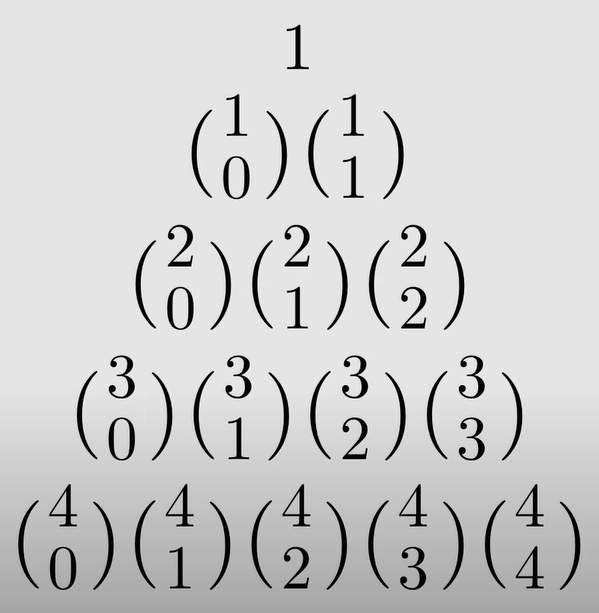 1
(1 0)(1 1)
(2 0)(2 1)(2 2)
(3 0)(3 1)(3 2)(3 3)
(4 0)(4 1)(4 2)(4 3)(4 4)